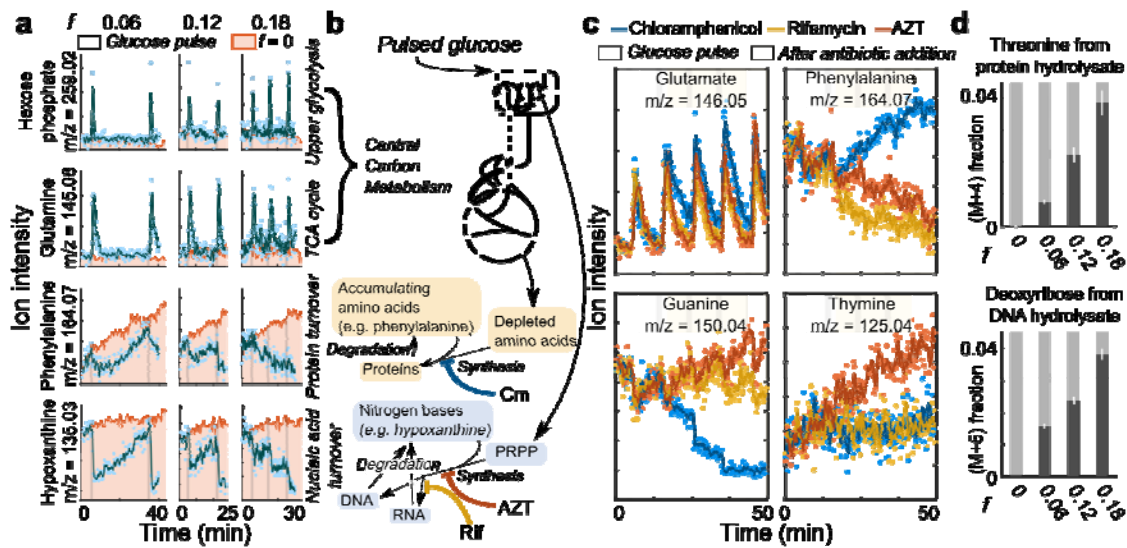 a
f 0.06 0.12 0.18
Glucose pulse f = 0
Ion intensity
Hexose
phosphate
m/z = 259.02
Upper glycolysis
Glutamine
m/z = 145.06
TCA cycle
Phenylalanine
m/z = 164.07
Protein turnover
Hypoxanthine
m/z = 135.03
Nucleic acid
turnover
0 40 0 25 0 30
Time (min)
b
Pulsed glucose
Central
Carbon
Metabolism
Accumulating
amino acids
(e.g. phenylalanine)
Depleted
amino acids
Degradation
Synthesis
Proteins
Cm
Nitrogen bases
(e.g. hypoxanthine)
PRPP
Degradation
Synthesis
DNA
RNA
AZT
Rif
c
Chloramphenicol Rifamycin AZT
Glucose pulse After antibiotic addition
Ion intensity
Glutamate
m/z = 146.05
Phenylalanine
m/z = 164.07
Guanine
m/z = 150.04
Thymine
m/z = 125.04
0 50 0 50
Time (min)
d
Threonine from
protein hydrolysate
0.04
(M+4) fraction
0
f 0 0.06 0.12 0.18
Deoxyribose from
DNA hydrolysate
0.04
(M+5) fraction
0
f 0 0.06 0.12 0.18